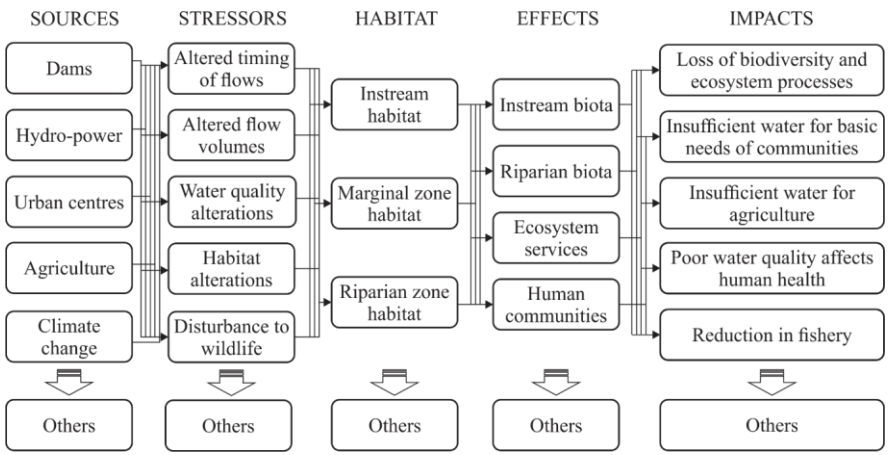 SOURCES
STRESSORS
HABITAT
EFFECTS
IMPACTS
Dams
Hydro-power
Urban centres
Agriculture
Climate
change
Others
Altered timing
of flows
Altered flow
volumes
Water quality
alterations
Habitat
alterations
Disturbance to
wildlife
Others
Instream
habitat
Marginal zone
habitat
Riparian zone
habitat
Others
Instream biota
Riparian biota
Ecosystem
services
Human
communities
Others
Loss of biodiversity and
ecosystem processes
Insufficient water for basic
needs of communities
Insufficient water for
agriculture
Poor water quality affects
human health
Reduction in fishery
Others